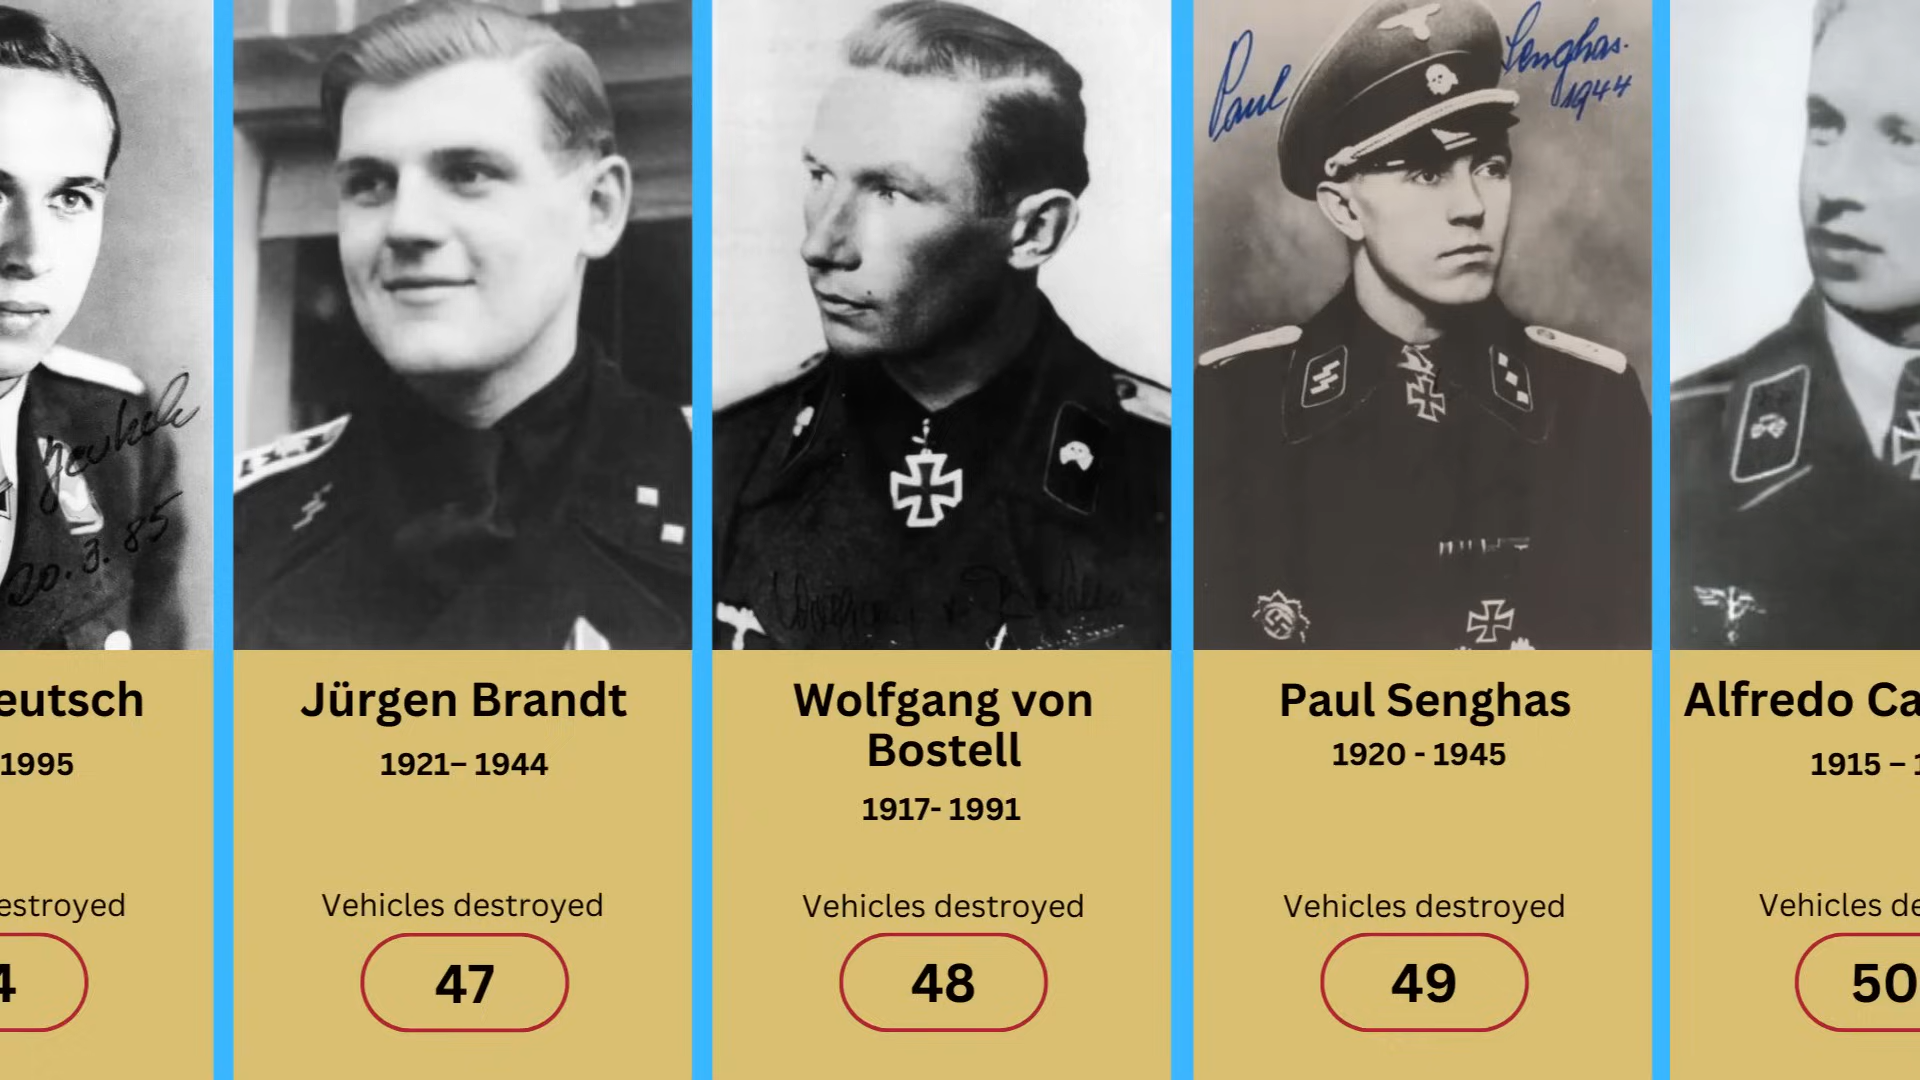 Jeukek
20. 3. 85
Paul Senghas.
1944
eutsch
1995
estroyed
4
Jürgen Brandt
1921– 1944
Vehicles destroyed
47
Wolfgang von
Bostell
1917- 1991
Vehicles destroyed
48
Paul Senghas
1920 - 1945
Vehicles destroyed
49
Alfredo Ca
1915 – 1
Vehicles de
50